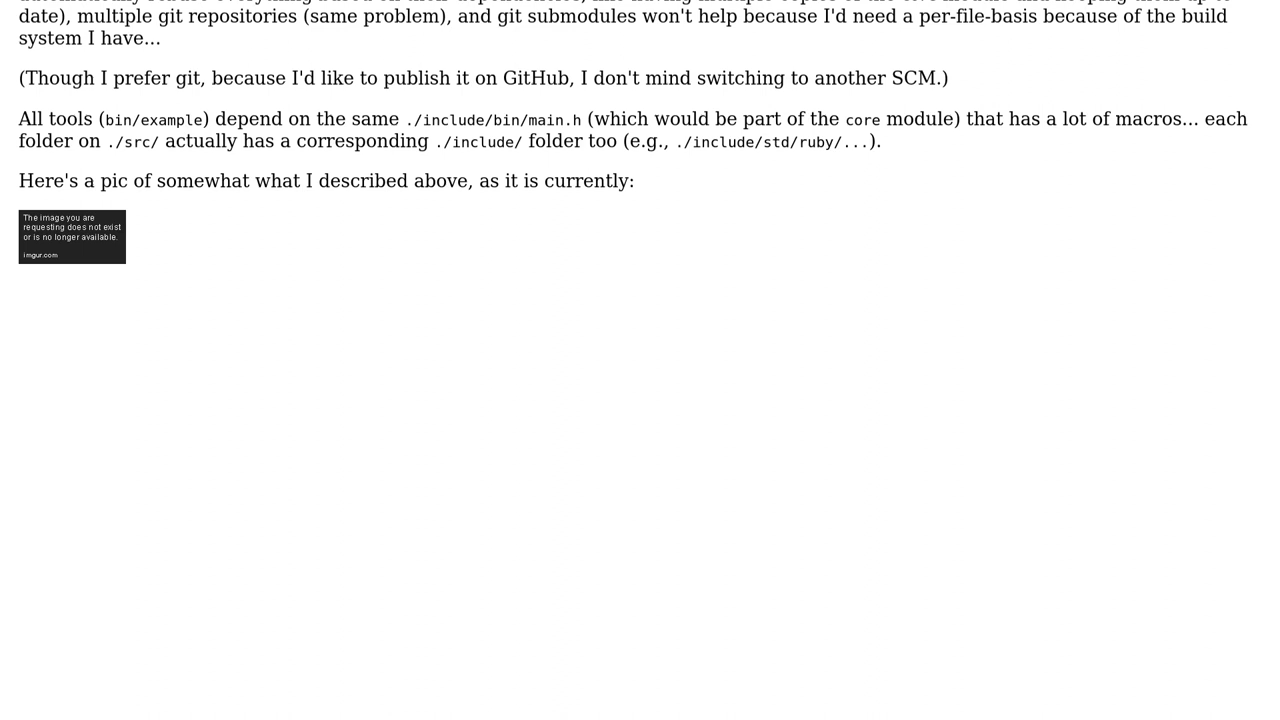 date), multiple git repositories (same problem), and git submodules won't help because I'd need a per-file-basis because of the build
system I have...
(Though I prefer git, because I'd like to publish it on GitHub, I don't mind switching to another SCM.)
All tools (bin/example) depend on the same ./include/bin/main.h (which would be part of the core module) that has a lot of macros... each
folder on ./src/ actually has a corresponding ./include/ folder too (e.g., ./include/std/ruby/...).
Here's a pic of somewhat what I described above, as it is currently:
The image you are
requesting does not exist
or is no longer available.
imgur.com